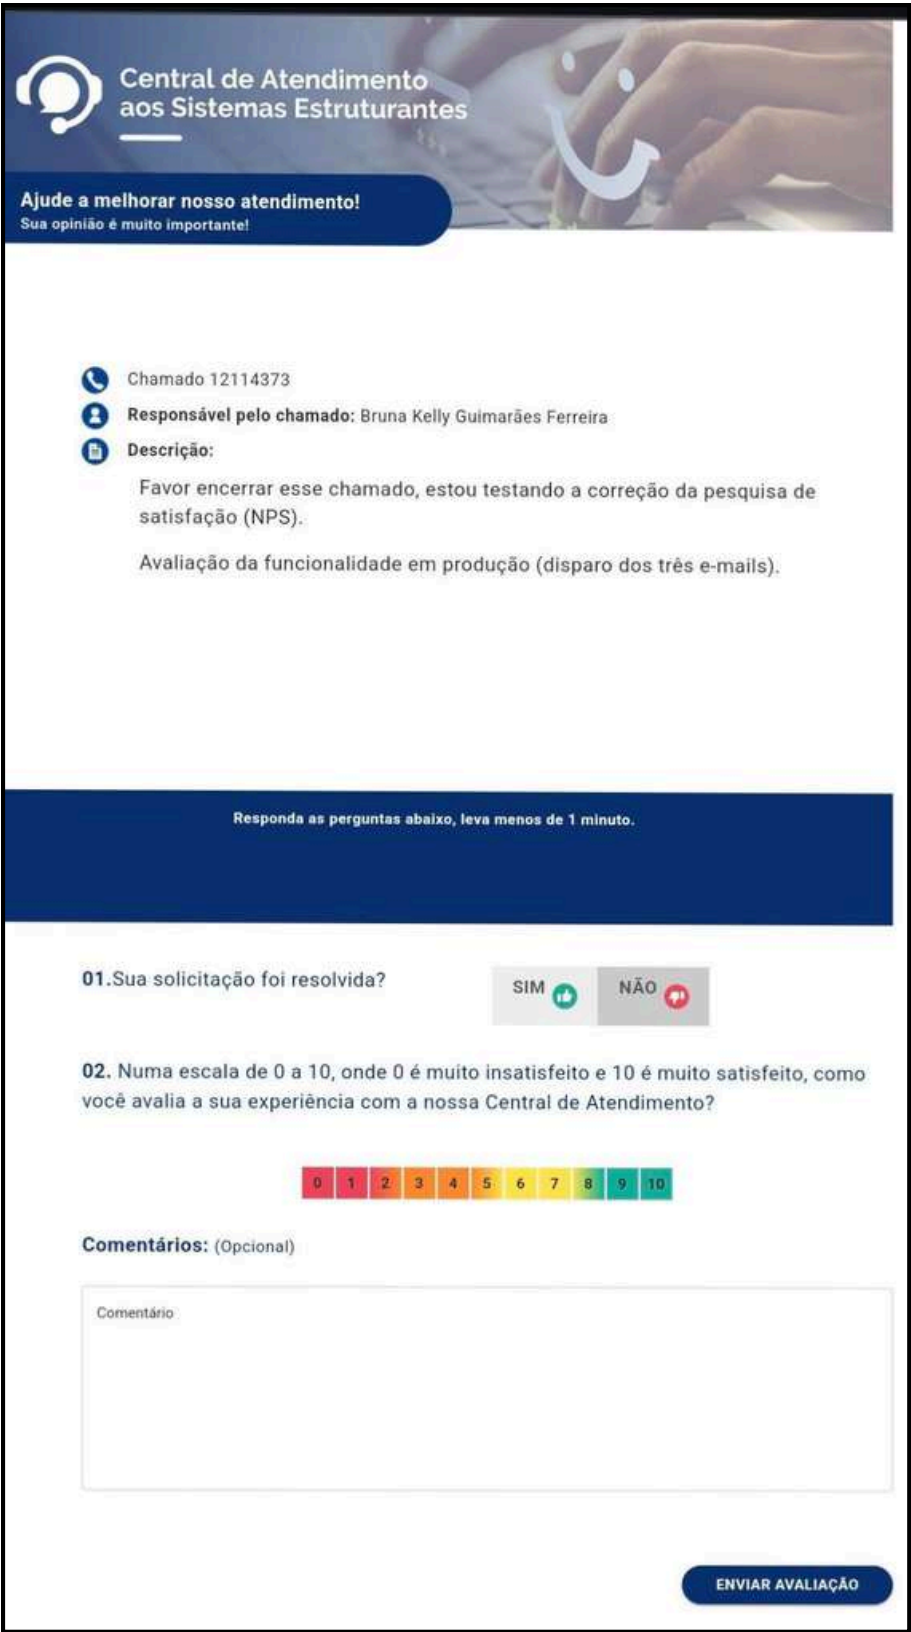 Central de Atendimento
aos Sistemas Estruturantes
Ajude a melhorar nosso atendimento!
Sua opinião é muito importante!
Chamado 12114373
Responsável pelo chamado: Bruna Kelly Guimarães Ferreira
Descrição:
Favor encerrar esse chamado, estou testando a correção da pesquisa de
satisfação (NPS).
Avaliação da funcionalidade em produção (disparo dos três e-mails).
Responda as perguntas abaixo, leva menos de 1 minuto.
01.Sua solicitação foi resolvida? SIM NÃO
02. Numa escala de 0 a 10, onde 0 é muito insatisfeito e 10 é muito satisfeito, como
você avalia a sua experiência com a nossa Central de Atendimento?
0 1 2 3 4 5 6 7 8 9 10
Comentários: (Opcional)
Comentário
ENVIAR AVALIAÇÃO